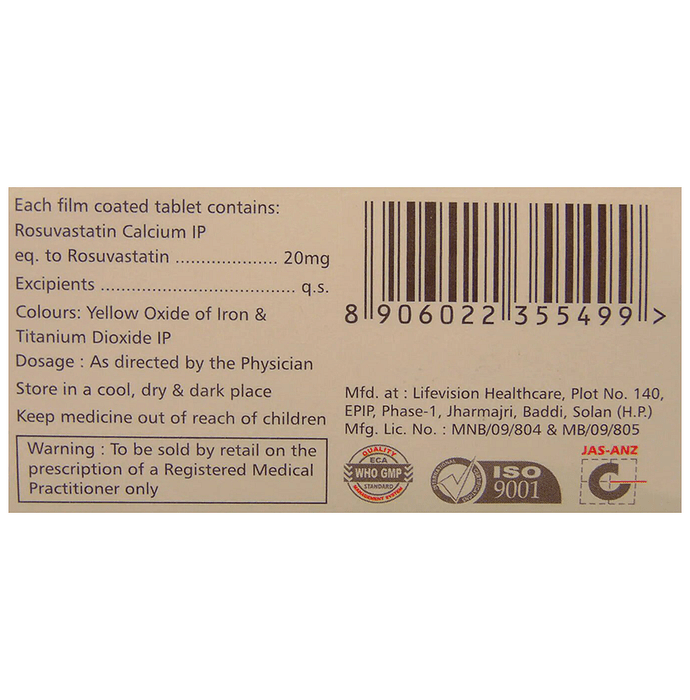 Each film coated tablet contains:
Rosuvastatin Calcium IP
eq. to Rosuvastatin ................... 20mg
Excipients .................................... q.s.
Colours: Yellow Oxide of Iron &
Titanium Dioxide IP
Dosage : As directed by the Physician
Store in a cool, dry & dark place
Keep medicine out of reach of children
Warning : To be sold by retail on the
prescription of a Registered Medical
Practitioner only
8 906022 355499 >
Mfd. at : Lifevision Healthcare, Plot No. 140,
EPIP, Phase-1, Jharmajri, Baddi, Solan (H.P.)
Mfg. Lic. No. : MNB/09/804 & MB/09/805
QUALITY
ECA
WHO GMP
STANDARD
MANAGEMENT SYSTEM
ISO
9001
JAS-ANZ